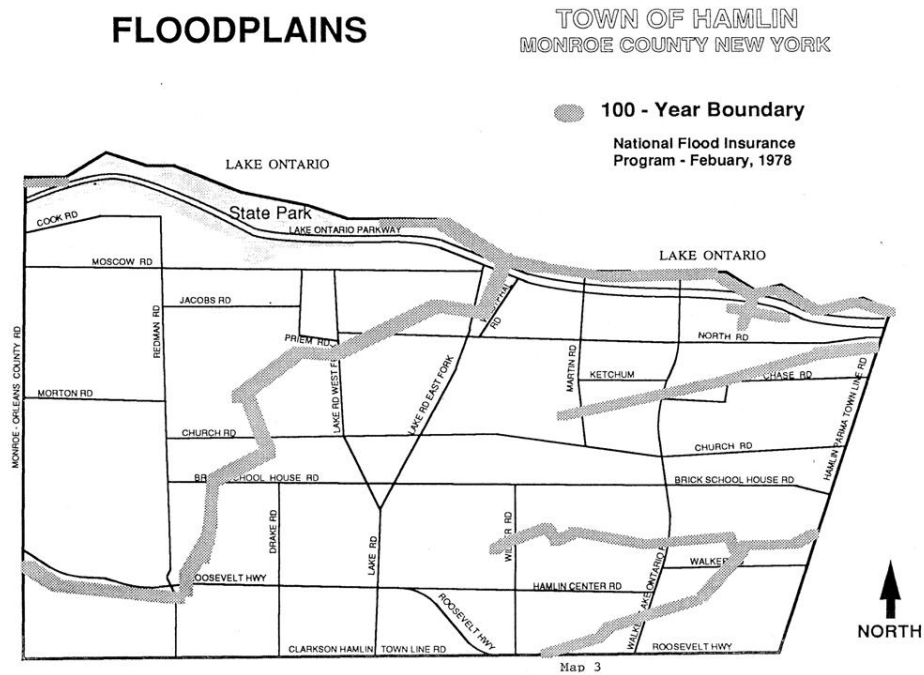 FLOODPLAINS
TOWN OF HAMLIN
MONROE COUNTY NEW YORK
100 - Year Boundary
National Flood Insurance
Program - Febuary, 1978
LAKE ONTARIO
State Park
COOK RD
LAKE ONTARIO PARKWAY
LAKE ONTARIO
MOSCOW RD
JACOBS RD
RD
REDMAN RD
PRIEM RD
NORTH RD
MONROE - ORLEANS COUNTY RD
MARTIN RD
KETCHUM
CHASE RD
MORTON RD
LAKE RD WEST F
LAKE RD EAST FORK
HAMLIN PARMA TOWN LINE RD
CHURCH RD
CHURCH RD
BRICK SCHOOL HOUSE RD
BRICK SCHOOL HOUSE RD
DRAKE RD
LAKE RD
RD
WALKER
WALKER LAKE ONTARIO R
ROOSEVELT HWY
HAMLIN CENTER RD
ROOSEVELT HWY
NORTH
CLARKSON HAMLIN TOWN LINE RD
ROOSEVELT HWY
Map 3